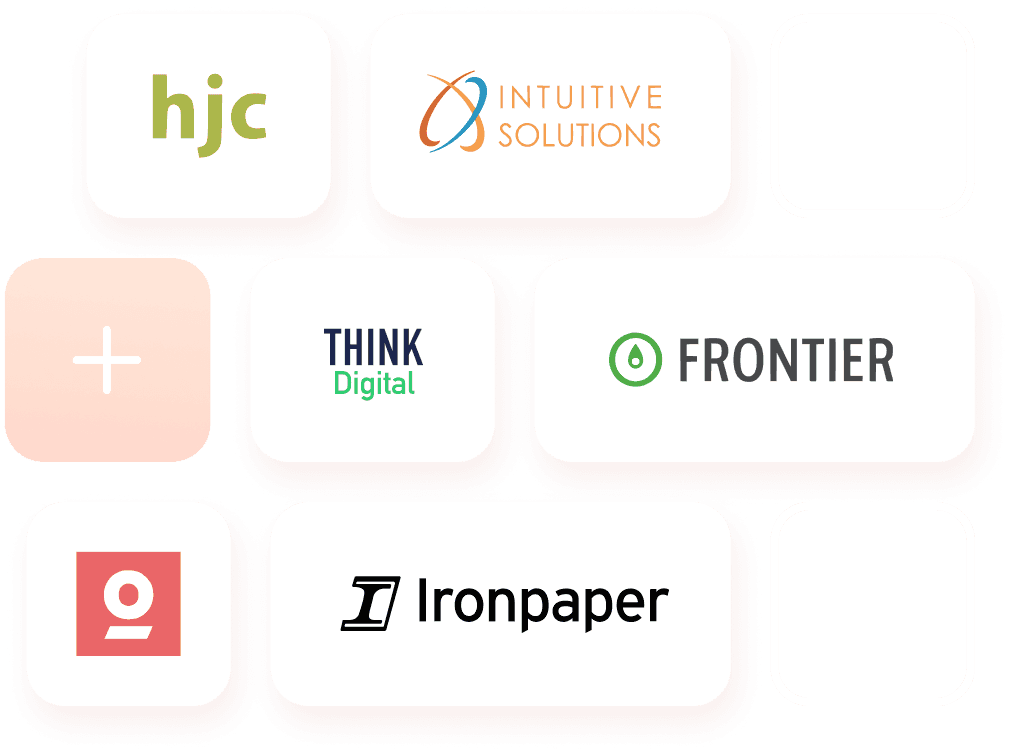 hjc
INTUITIVE
SOLUTIONS
THINK
Digital
FRONTIER
Ironpaper